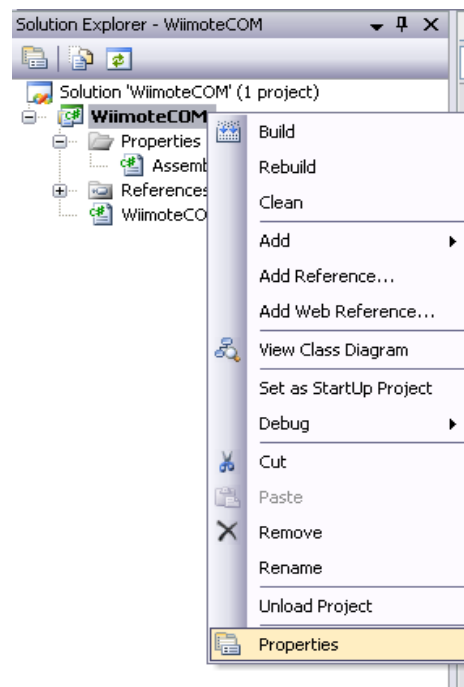 Solution Explorer - WiimoteCOM
Solution 'WiimoteCOM' (1 project)
WiimoteCOM
Properties
Assemb
References
WiimoteCO
Build
Rebuild
Clean
Add
Add Reference...
Add Web Reference...
View Class Diagram
Set as StartUp Project
Debug
Cut
Paste
Remove
Rename
Unload Project
Properties